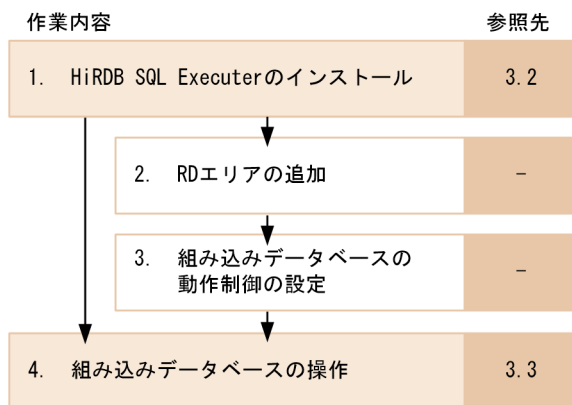 作業内容 参照先
1. HiRDB SQL Executerのインストール 3.2
2. RDエリアの追加 －
3. 組み込みデータベースの
動作制御の設定 －
4. 組み込みデータベースの操作 3.3